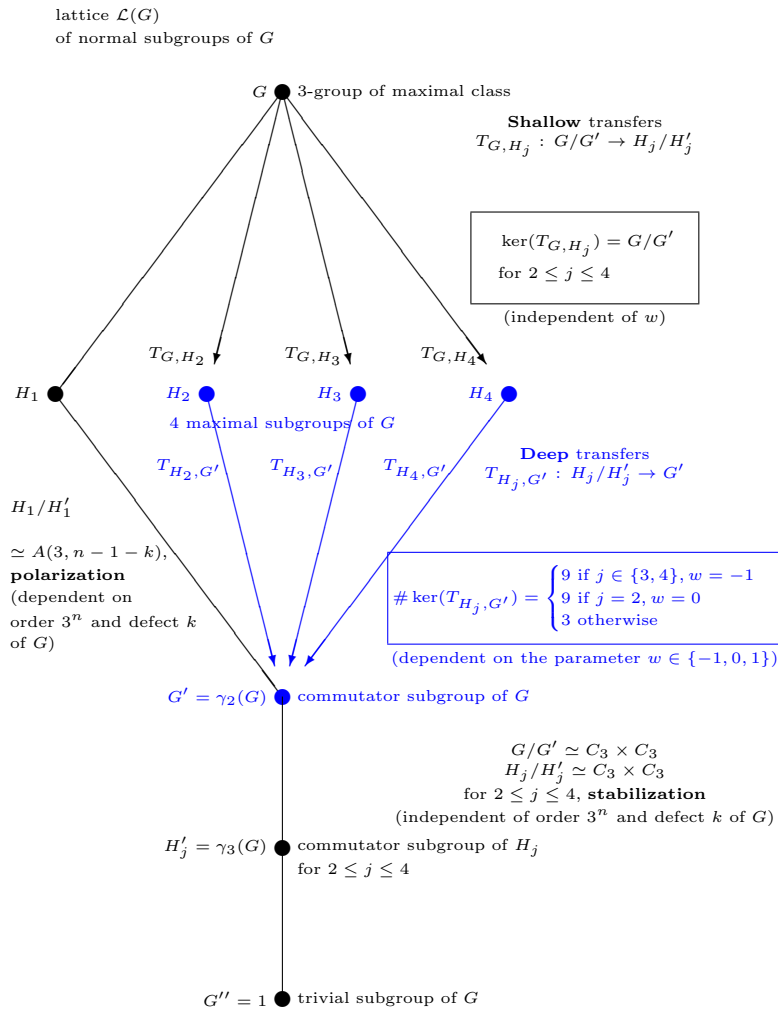 lattice ℒ(G)
of normal subgroups of G
G 3-group of maximal class
Shallow transfers
T_{G,H_j} : G/G′ → H_j/H′_j
ker(T_{G,H_j}) = G/G′
for 2 ≤ j ≤ 4
(independent of w)
T_{G,H_2} T_{G,H_3} T_{G,H_4}
H_1 H_2 H_3 H_4
4 maximal subgroups of G
Deep transfers
T_{H_2,G′} T_{H_3,G′} T_{H_4,G′} T_{H_j,G′} : H_j/H′_j → G′
H_1/H′_1
≃ A(3, n − 1 − k),
polarization
(dependent on
order 3^n and defect k
of G)
# ker(T_{H_j,G′}) = { 9 if j ∈ {3, 4}, w = −1
9 if j = 2, w = 0
3 otherwise
(dependent on the parameter w ∈ {−1, 0, 1})
G′ = γ_2(G) commutator subgroup of G
G/G′ ≃ C_3 × C_3
H_j/H′_j ≃ C_3 × C_3
for 2 ≤ j ≤ 4, stabilization
(independent of order 3^n and defect k of G)
H′_j = γ_3(G) commutator subgroup of H_j
for 2 ≤ j ≤ 4
G″ = 1 trivial subgroup of G